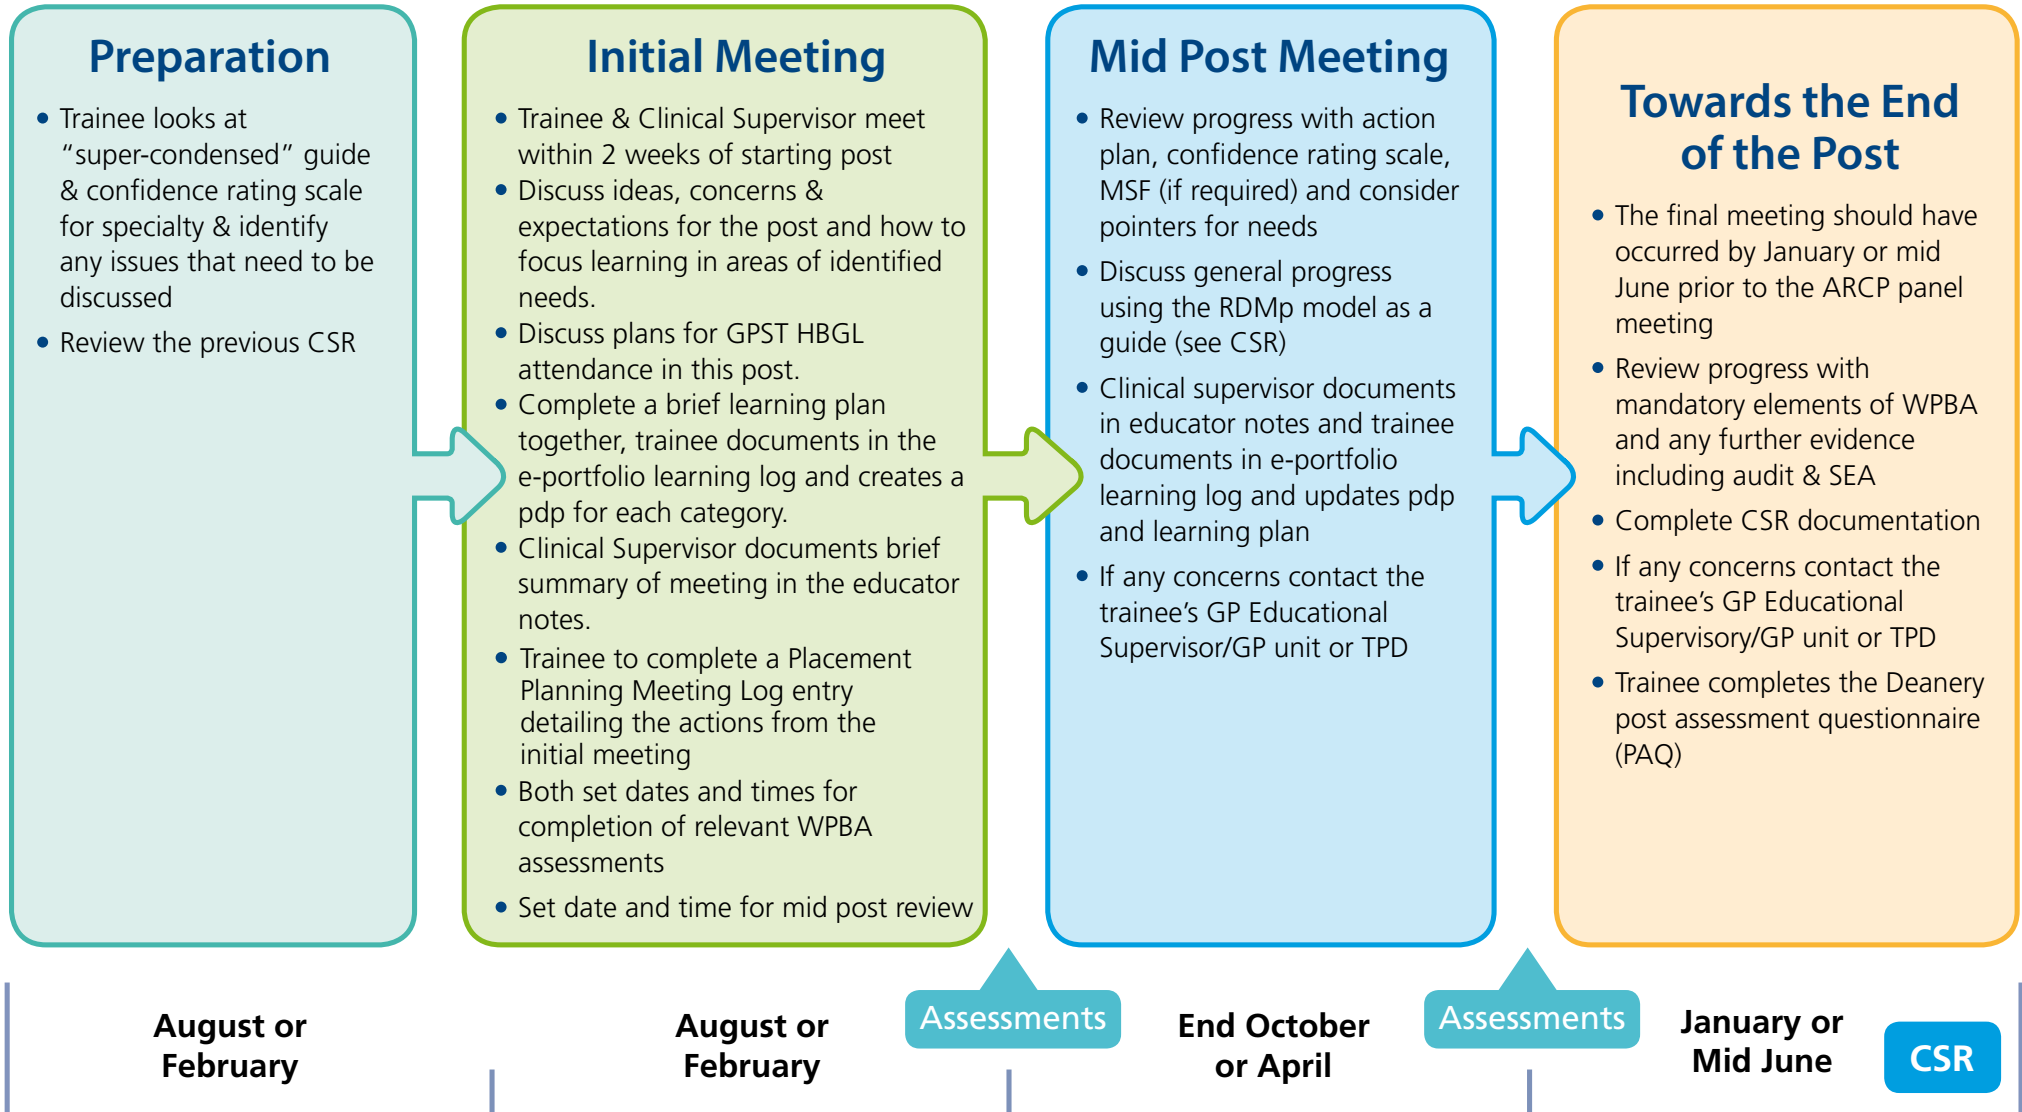 Preparation
• Trainee looks at
“super-condensed” guide
& confidence rating scale
for specialty & identify
any issues that need to be
discussed
• Review the previous CSR
Initial Meeting
• Trainee & Clinical Supervisor meet
within 2 weeks of starting post
• Discuss ideas, concerns &
expectations for the post and how to
focus learning in areas of identified
needs.
• Discuss plans for GPST HBGL
attendance in this post.
• Complete a brief learning plan
together, trainee documents in the
e-portfolio learning log and creates a
pdp for each category.
• Clinical Supervisor documents brief
summary of meeting in the educator
notes.
• Trainee to complete a Placement
Planning Meeting Log entry
detailing the actions from the
initial meeting
• Both set dates and times for
completion of relevant WPBA
assessments
• Set date and time for mid post review
Mid Post Meeting
• Review progress with action
plan, confidence rating scale,
MSF (if required) and consider
pointers for needs
• Discuss general progress
using the RDMp model as a
guide (see CSR)
• Clinical supervisor documents
in educator notes and trainee
documents in e-portfolio
learning log and updates pdp
and learning plan
• If any concerns contact the
trainee’s GP Educational
Supervisor/GP unit or TPD
Towards the End
of the Post
• The final meeting should have
occurred by January or mid
June prior to the ARCP panel
meeting
• Review progress with
mandatory elements of WPBA
and any further evidence
including audit & SEA
• Complete CSR documentation
• If any concerns contact the
trainee’s GP Educational
Supervisory/GP unit or TPD
• Trainee completes the Deanery
post assessment questionnaire
(PAQ)
August or
February
August or
February
Assessments
End October
or April
Assessments
January or
Mid June
CSR